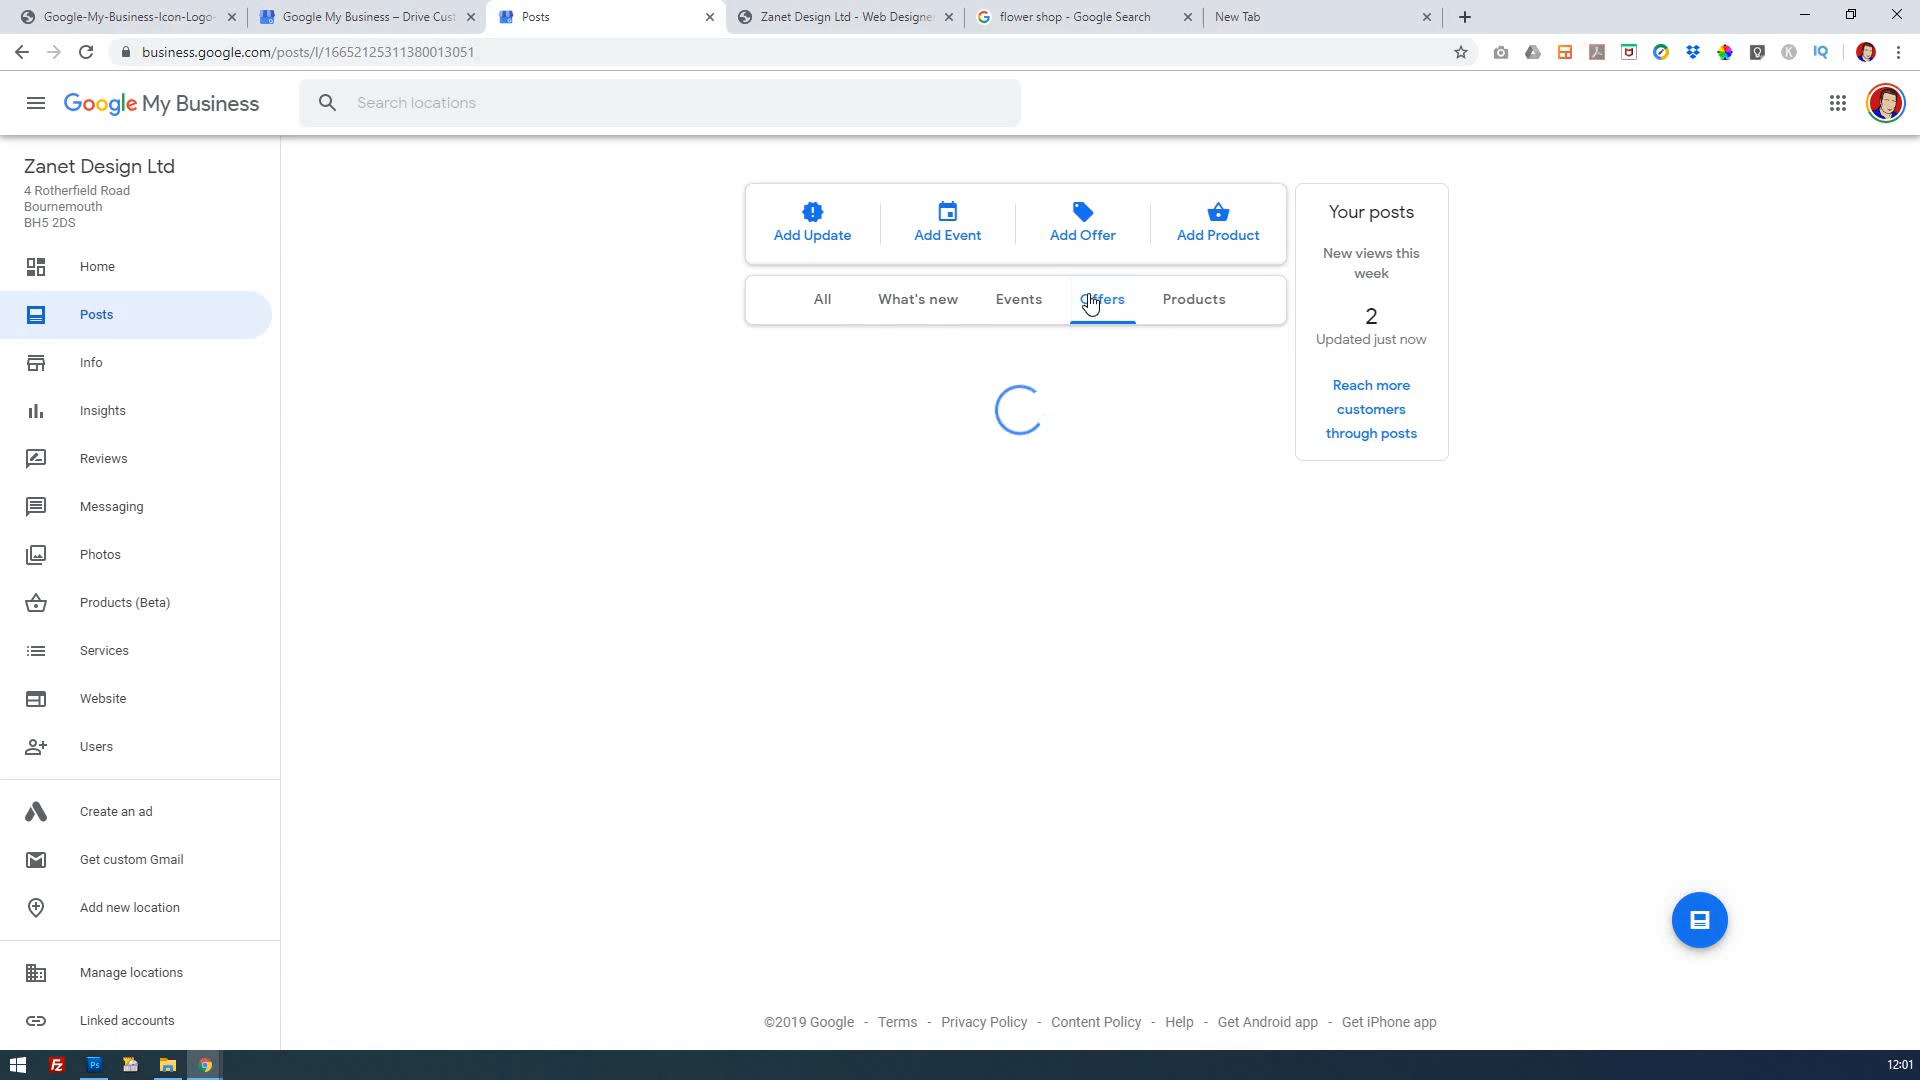 Google-My-Business-Icon-Logo-
Google My Business – Drive Cust
Posts
Zanet Design Ltd - Web Designer
flower shop - Google Search
New Tab
business.google.com/posts/l/16652125311380013051
IQ
Google My Business
Search locations
Zanet Design Ltd
4 Rotherfield Road
Bournemouth
BH5 2DS
Home
Posts
Info
Insights
Reviews
Messaging
Photos
Products (Beta)
Services
Website
Users
Create an ad
Get custom Gmail
Add new location
Manage locations
Linked accounts
Add Update
Add Event
Add Offer
Add Product
All
What's new
Events
Offers
Products
Your posts
New views this
week
2
Updated just now
Reach more
customers
through posts
©2019 Google - Terms - Privacy Policy - Content Policy - Help - Get Android app - Get iPhone app
Fz
Ps
12:01